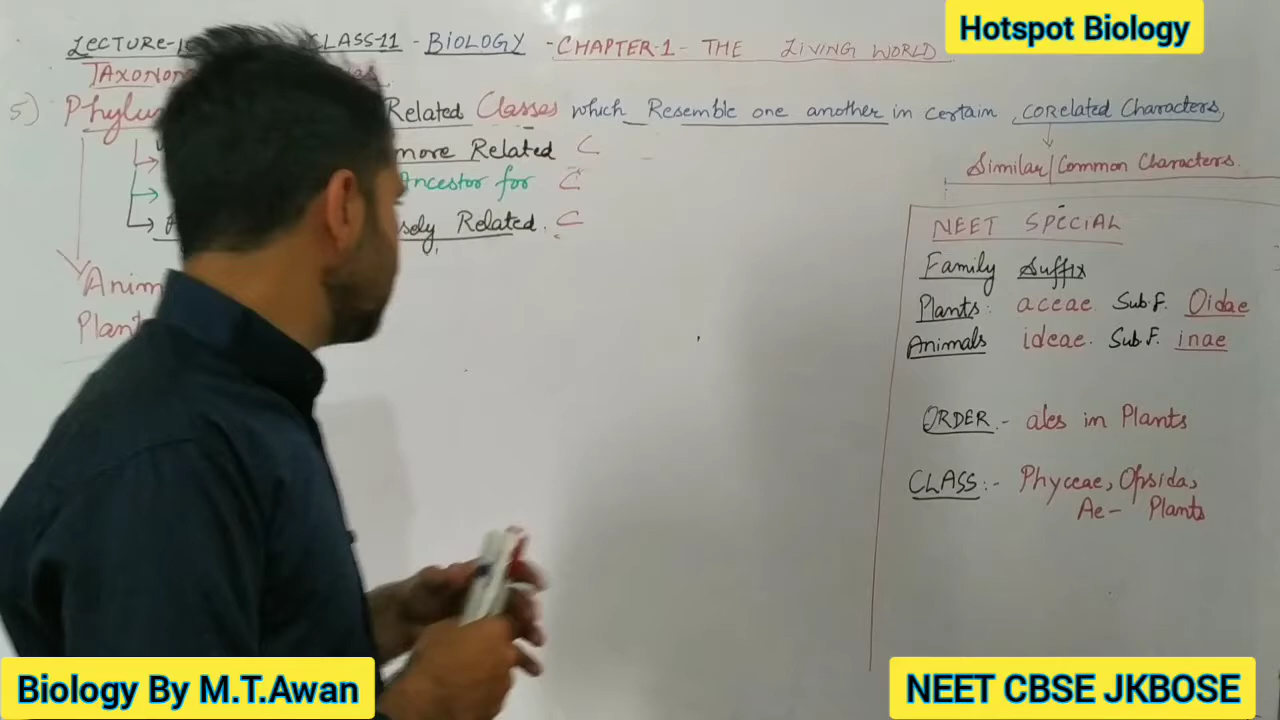 Hotspot Biology
LECTURE-1 CLASS-11 - BIOLOGY - CHAPTER-1 - THE LIVING WORLD
TAXONOM
5) Phylu Related Classes which Resemble one another in certain coRelated Characters,
more Related
Similar/Common Characters.
Ancestor for
sely Related.
NEET SPECIAL
Family Suffix
Plants: aceae Sub.F. Oidae
Animals ideae. Sub F. inae
Anim
Plant
ORDER:- ales in Plants
CLASS:- Phyceae, Opsida,
Ae - Plants
Biology By M.T.Awan
NEET CBSE JKBOSE